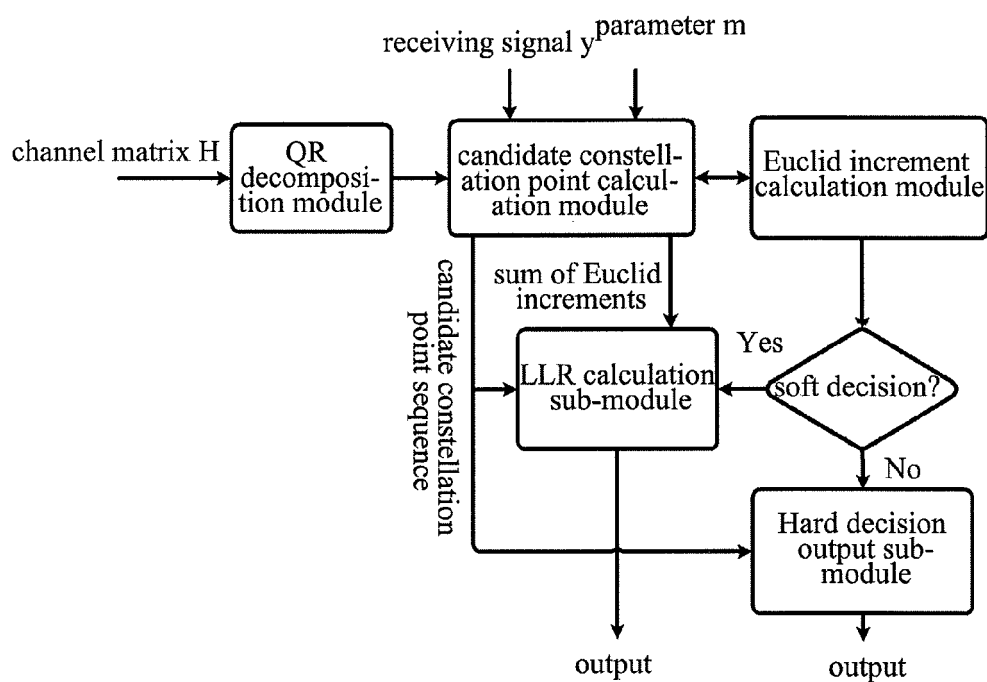 receiving signal y
parameter m
channel matrix H
QR
decomposi-
tion module
candidate constell-
ation point calcul-
ation module
Euclid increment
calculation module
candidate constellation
point sequence
sum of Euclid
increments
Yes
LLR calculation
sub-module
soft decision?
No
Hard decision
output sub-
module
output
output